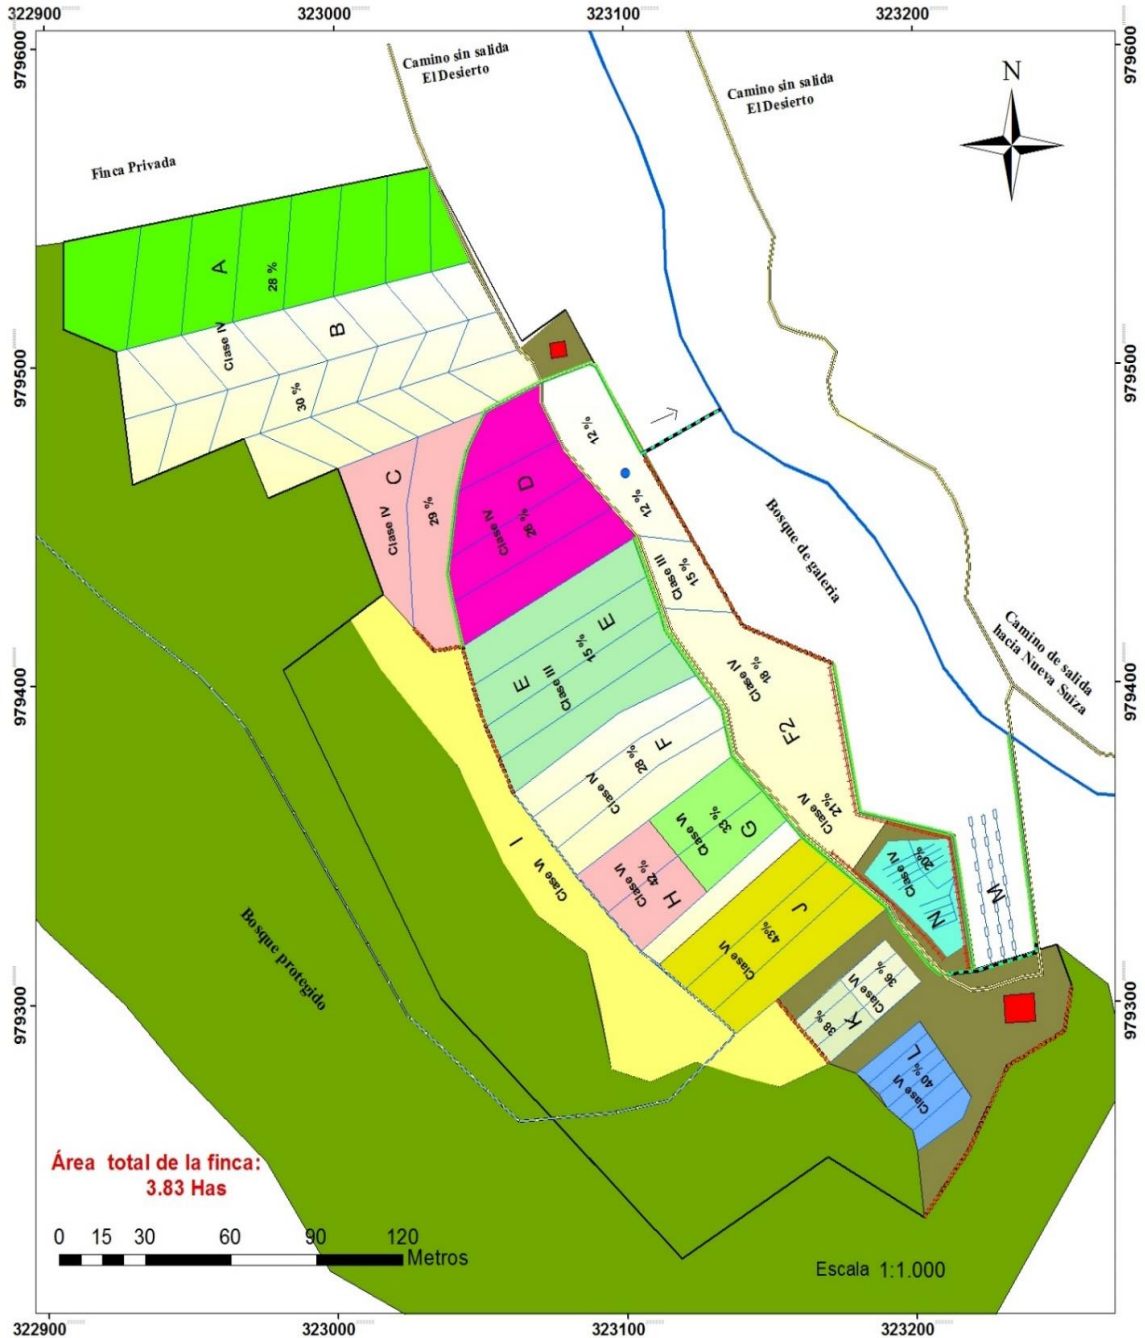 322900
323000
323100
323200
979600
979600
Camino sin salida
El Desierto
Camino sin salida
El Desierto
N
Finca Privada
A
28 %
Clase IV
B
30 %
979500
979500
12 %
12 %
C
Clase IV
29 %
D
Clase IV
26 %
Clase III
15 %
Bosque de galeria
E
15 %
Clase III
E
Clase IV
18 %
F2
Clase IV
21%
Camino de salida
hacia Nueva Suiza
979400
979400
F
28 %
Clase IV
G
33 %
Clase VI
H
42 %
Clase VI
I
Clase VI
J
43%
Clase VI
20%
Clase IV
N
M
K
36 %
Clase VI
38 %
L
40 %
Clase VI
Bosque protegido
979300
979300
Área total de la finca:
3.83 Has
0 15 30 60 90 120
Metros
Escala 1:1.000
322900
323000
323100
323200